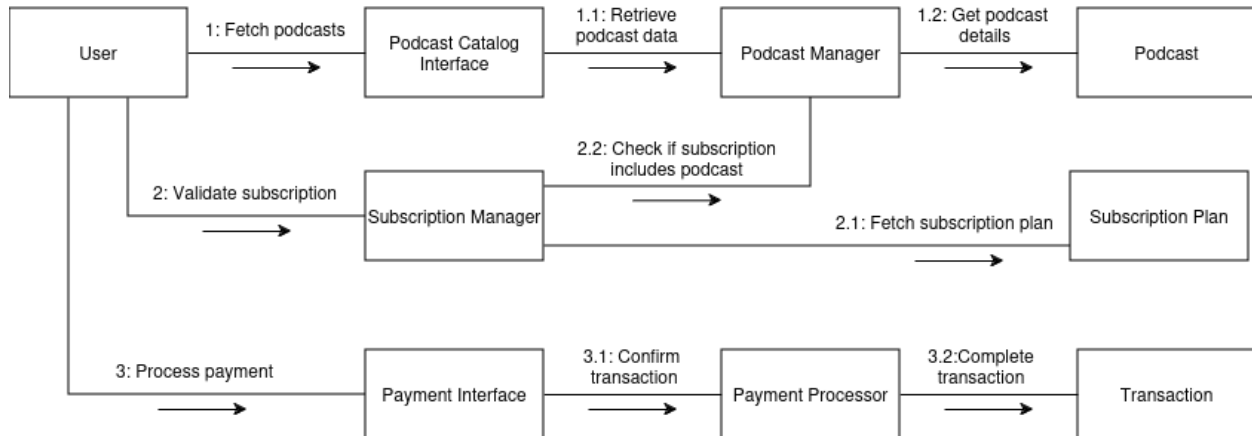 User
1: Fetch podcasts
Podcast Catalog
Interface
1.1: Retrieve
podcast data
Podcast Manager
1.2: Get podcast
details
Podcast
2: Validate subscription
Subscription Manager
2.2: Check if subscription
includes podcast
2.1: Fetch subscription plan
Subscription Plan
3: Process payment
Payment Interface
3.1: Confirm
transaction
Payment Processor
3.2:Complete
transaction
Transaction